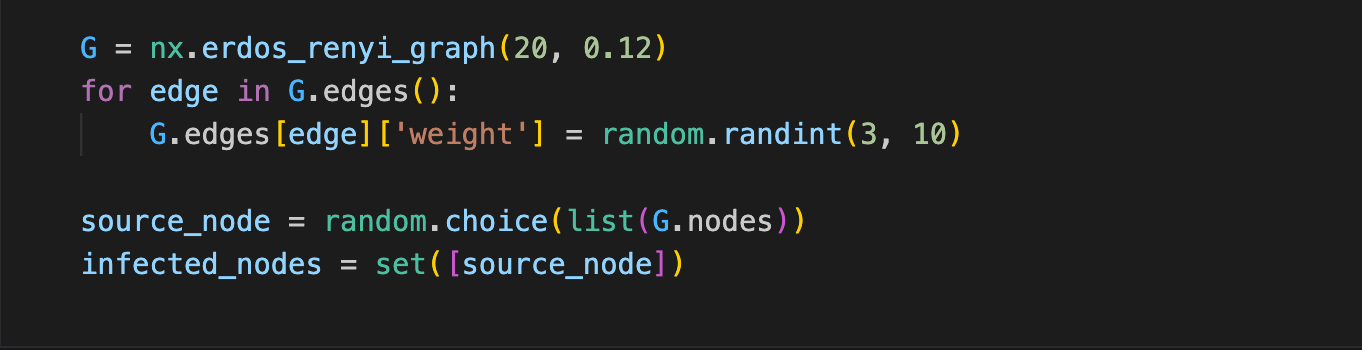 G = nx.erdos_renyi_graph(20, 0.12)
for edge in G.edges():
    G.edges[edge]['weight'] = random.randint(3, 10)

source_node = random.choice(list(G.nodes))
infected_nodes = set([source_node])